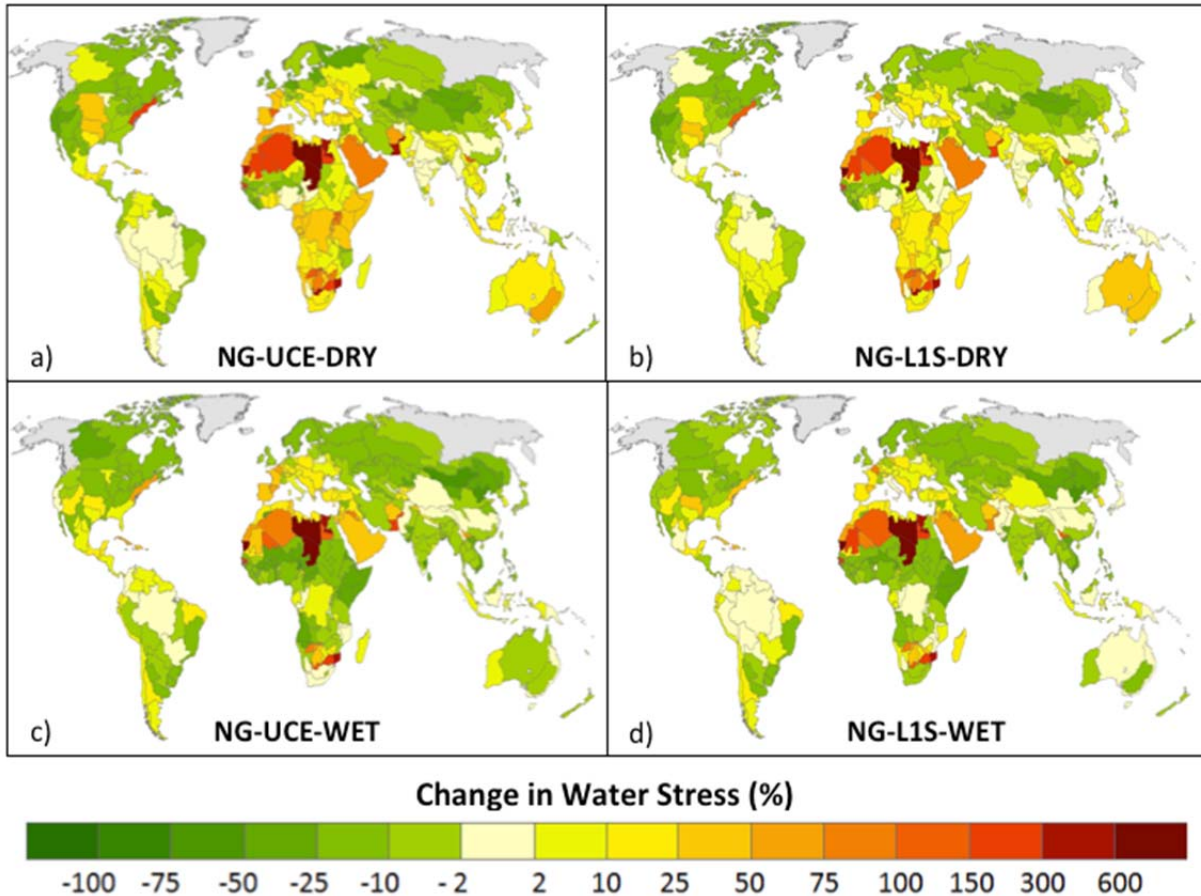 a) NG-UCE-DRY
b) NG-L1S-DRY
c) NG-UCE-WET
d) NG-L1S-WET
Change in Water Stress (%)
-100 -75 -50 -25 -10 - 2 2 10 25 50 75 100 150 300 600